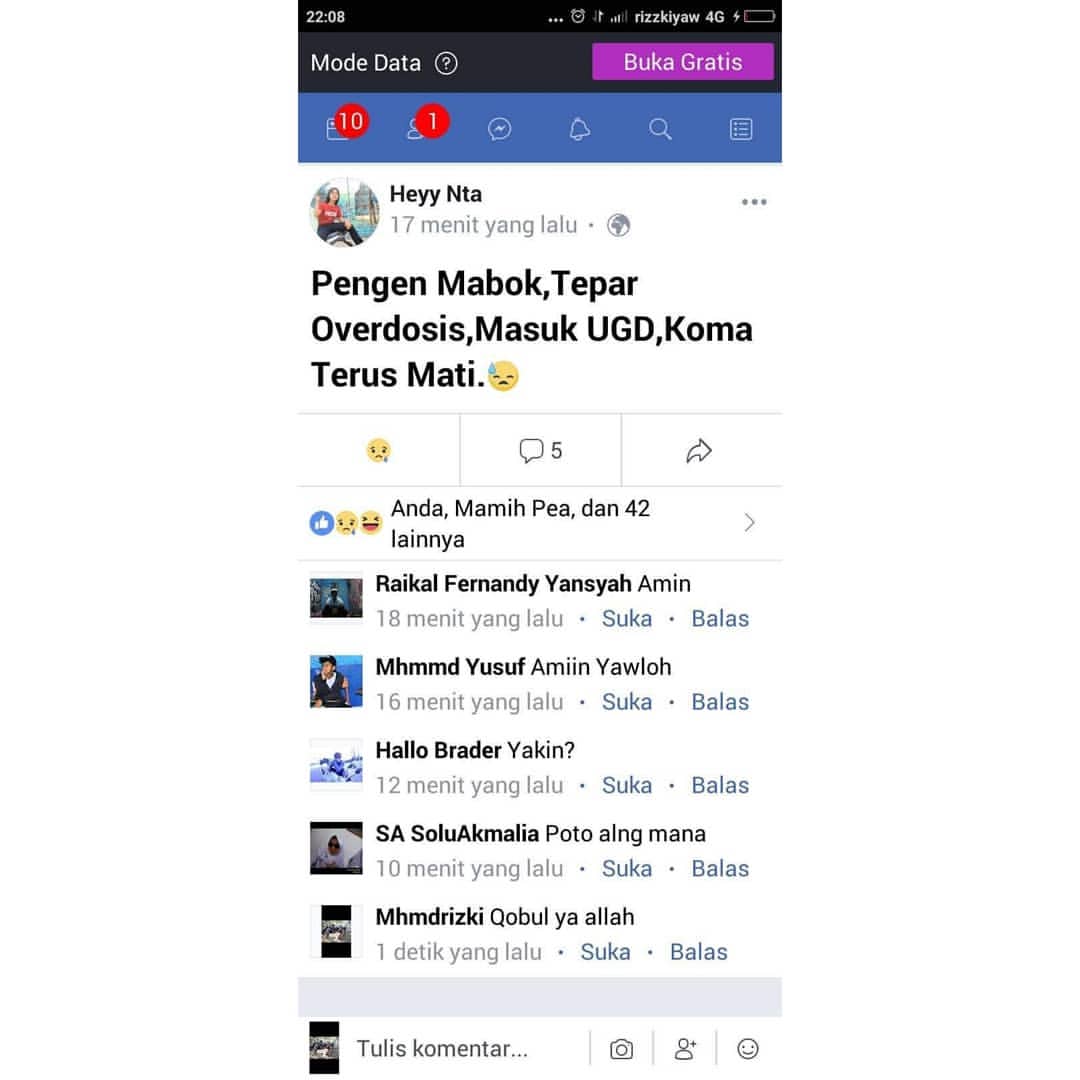 22:08
... rizzkiyaw 4G
Mode Data ? Buka Gratis
10 1
Heyy Nta
17 menit yang lalu ·
Pengen Mabok,Tepar
Overdosis,Masuk UGD,Koma
Terus Mati.😓
5
Anda, Mamih Pea, dan 42
lainnya
Raikal Fernandy Yansyah Amin
18 menit yang lalu · Suka · Balas
Mhmmd Yusuf Amiin Yawloh
16 menit yang lalu · Suka · Balas
Hallo Brader Yakin?
12 menit yang lalu · Suka · Balas
SA SoluAkmalia Poto alng mana
10 menit yang lalu · Suka · Balas
Mhmdrizki Qobul ya allah
1 detik yang lalu · Suka · Balas
Tulis komentar...